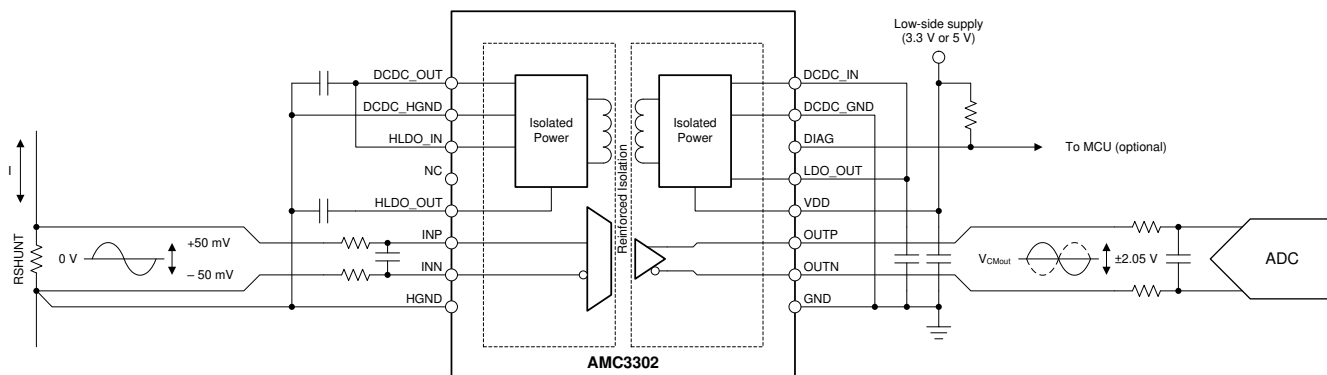 Low-side supply
(3.3 V or 5 V)
DCDC_OUT
DCDC_HGND
HLDO_IN
NC
HLDO_OUT
INP
INN
HGND
Isolated
Power
Reinforced Isolation
Isolated
Power
DCDC_IN
DCDC_GND
DIAG
LDO_OUT
VDD
OUTP
OUTN
GND
To MCU (optional)
I
RSHUNT
0 V
+50 mV
– 50 mV
VCMout
±2.05 V
ADC
AMC3302